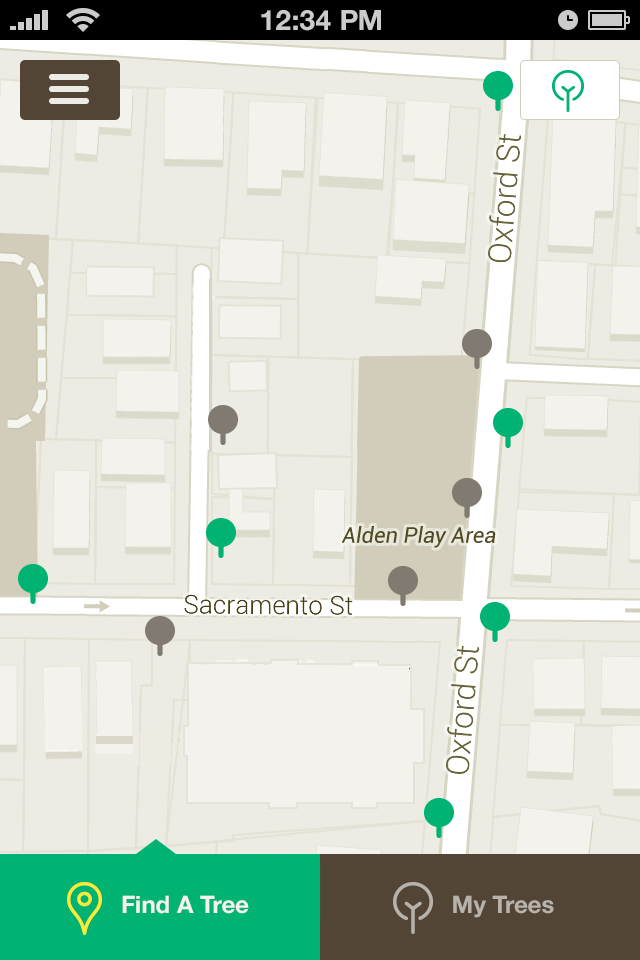 12:34 PM
Oxford St
Alden Play Area
Sacramento St
Oxford St
Find A Tree
My Trees